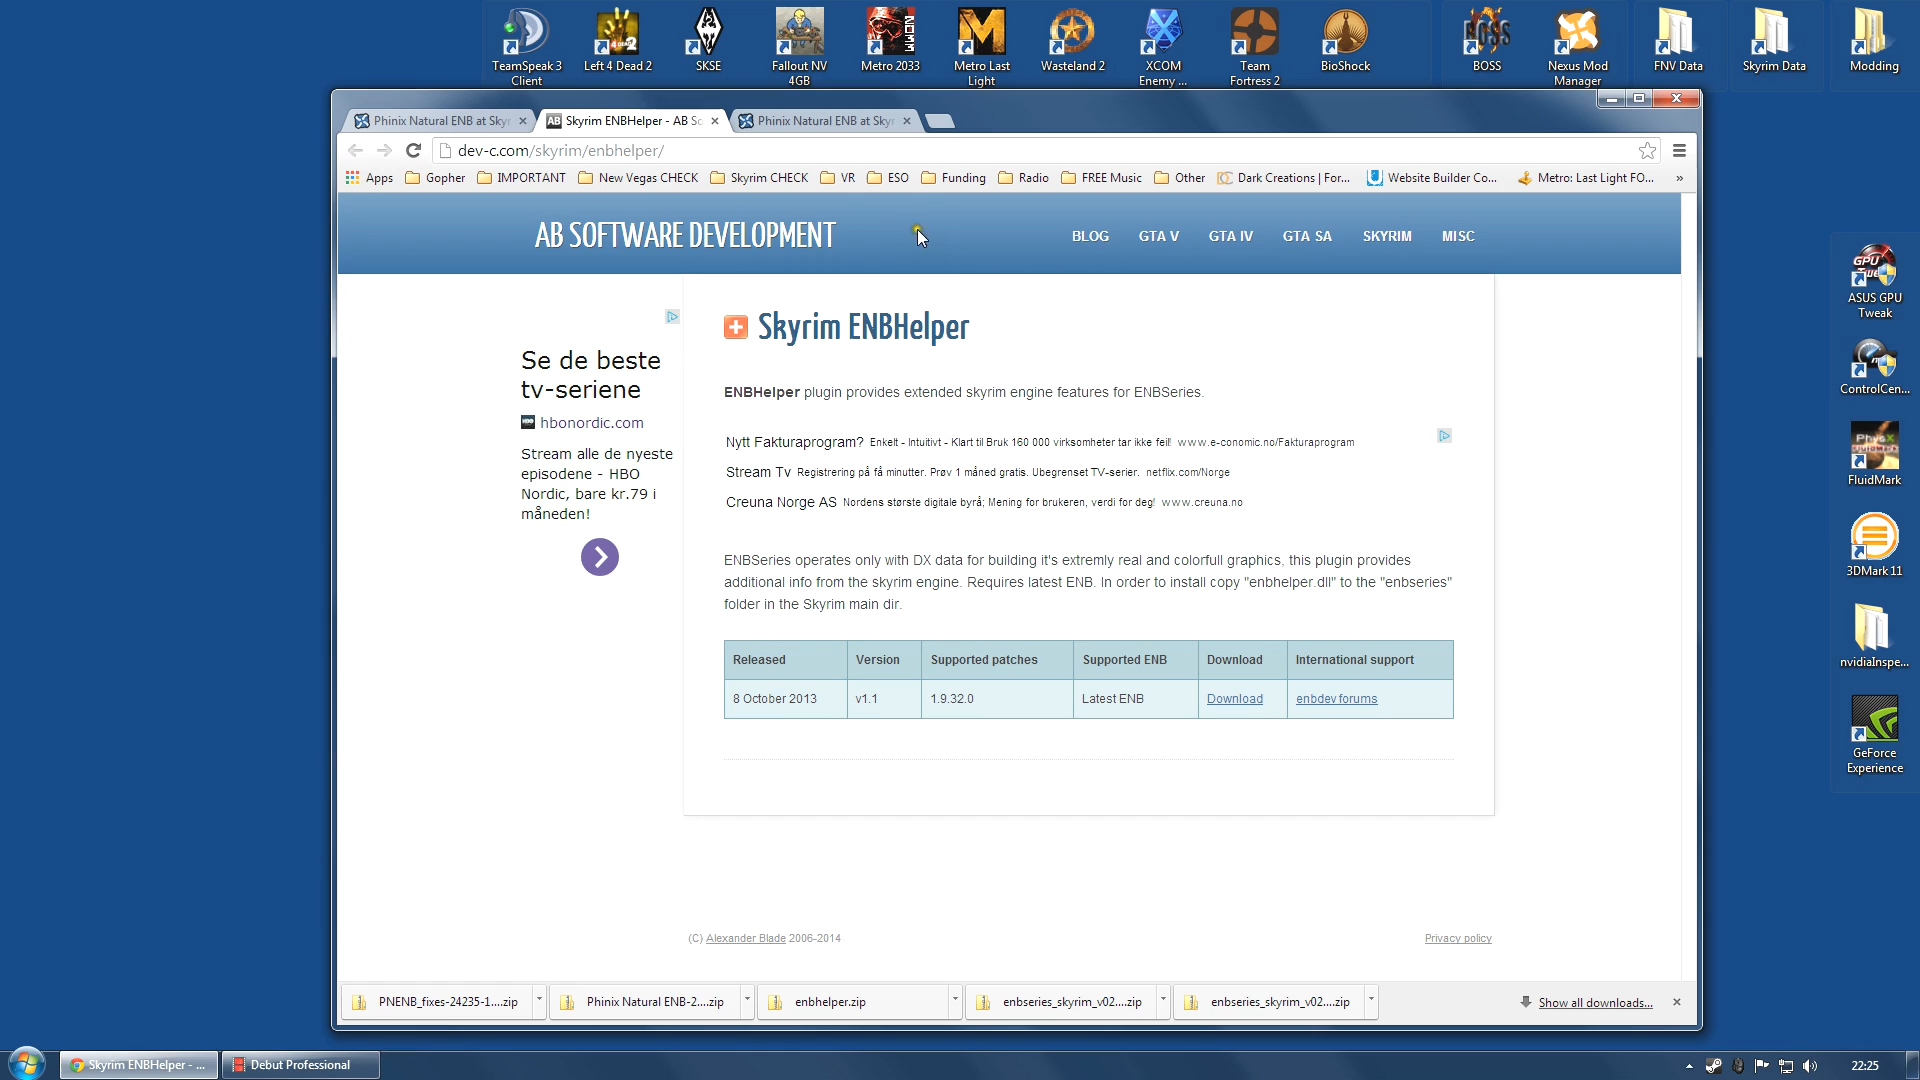 TeamSpeak 3
Client
Left 4 Dead 2
SKSE
Fallout NV
4GB
Metro 2033
Metro Last
Light
Wasteland 2
XCOM
Enemy ...
Team
Fortress 2
BioShock
BOSS
Nexus Mod
Manager
FNV Data
Skyrim Data
Modding
Phinix Natural ENB at Skyr
Skyrim ENBHelper - AB So
Phinix Natural ENB at Skyr
dev-c.com/skyrim/enbhelper/
Apps
Gopher
IMPORTANT
New Vegas CHECK
Skyrim CHECK
VR
ESO
Funding
Radio
FREE Music
Other
Dark Creations | For...
Website Builder Co...
Metro: Last Light FO...
»
AB SOFTWARE DEVELOPMENT
BLOG
GTA V
GTA IV
GTA SA
SKYRIM
MISC
Skyrim ENBHelper
Se de beste
tv-seriene
hbonordic.com
Stream alle de nyeste
episodene - HBO
Nordic, bare kr.79 i
måneden!
ENBHelper plugin provides extended skyrim engine features for ENBSeries.
Nytt Fakturaprogram? Enkelt - Intuitivt - Klart til Bruk 160 000 virksomheter tar ikke feil! www.e-conomic.no/Fakturaprogram
Stream Tv Registrering på få minutter. Prøv 1 måned gratis. Ubegrenset TV-serier. netflix.com/Norge
Creuna Norge AS Nordens største digitale byrå; Mening for brukeren, verdi for deg! www.creuna.no
ENBSeries operates only with DX data for building it's extremly real and colorfull graphics, this plugin provides
additional info from the skyrim engine. Requires latest ENB. In order to install copy "enbhelper.dll" to the "enbseries"
folder in the Skyrim main dir.
Released Version Supported patches Supported ENB Download International support
8 October 2013 v1.1 1.9.32.0 Latest ENB Download enbdev forums
(C) Alexander Blade 2006-2014
Privacy policy
PNENB_fixes-24235-1....zip
Phinix Natural ENB-2....zip
enbhelper.zip
enbseries_skyrim_v02....zip
enbseries_skyrim_v02....zip
Show all downloads...
ASUS GPU
Tweak
ControlCen...
FluidMark
3DMark 11
nvidiaInspe...
GeForce
Experience
Skyrim ENBHelper - ...
Debut Professional
22:25